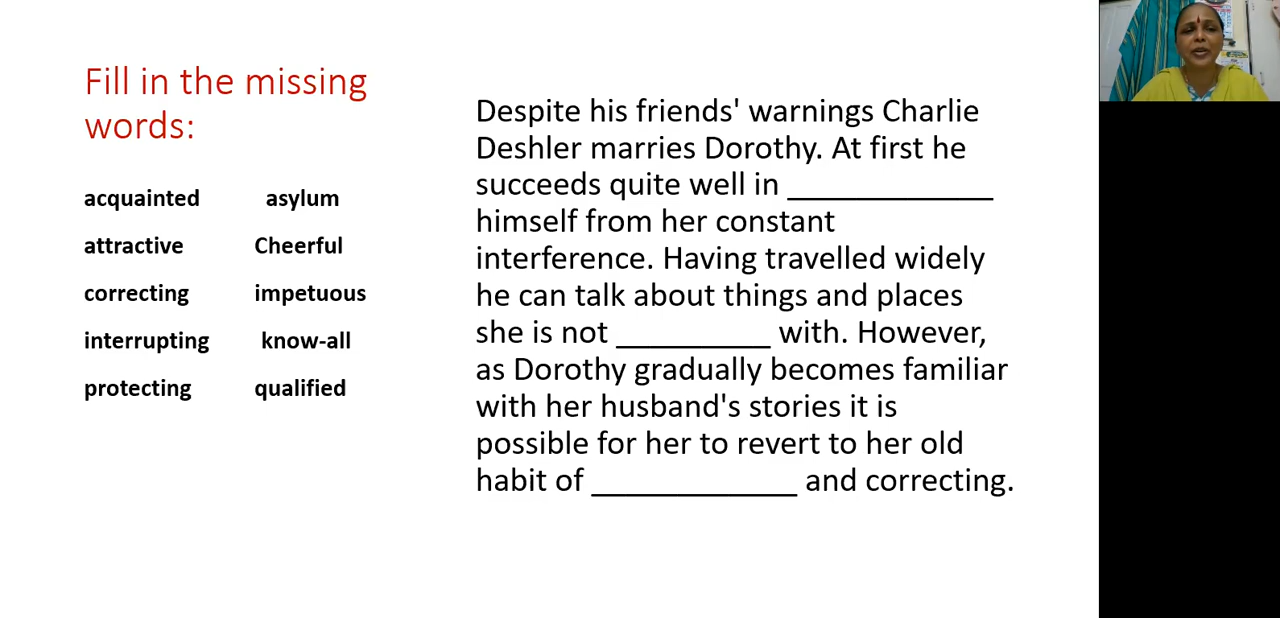 Fill in the missing
words:
acquainted asylum
attractive Cheerful
correcting impetuous
interrupting know-all
protecting qualified
Despite his friends' warnings Charlie
Deshler marries Dorothy. At first he
succeeds quite well in _____________
himself from her constant
interference. Having travelled widely
he can talk about things and places
she is not __________ with. However,
as Dorothy gradually becomes familiar
with her husband's stories it is
possible for her to revert to her old
habit of _____________ and correcting.